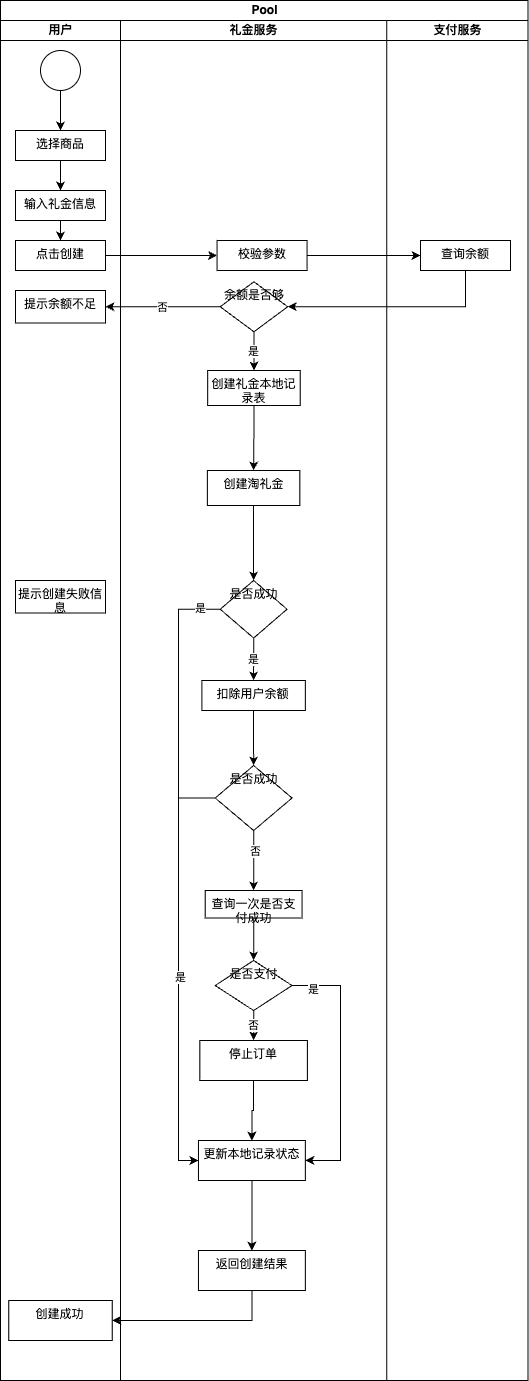 Pool
用户
礼金服务
支付服务
选择商品
输入礼金信息
点击创建
校验参数
查询余额
提示余额不足
否
余额是否够
是
创建礼金本地记
录表
创建淘礼金
提示创建失败信
息
是否成功
是
是
扣除用户余额
是否成功
否
查询一次是否支
付成功
是否支付
是
是
否
停止订单
更新本地记录状态
返回创建结果
创建成功